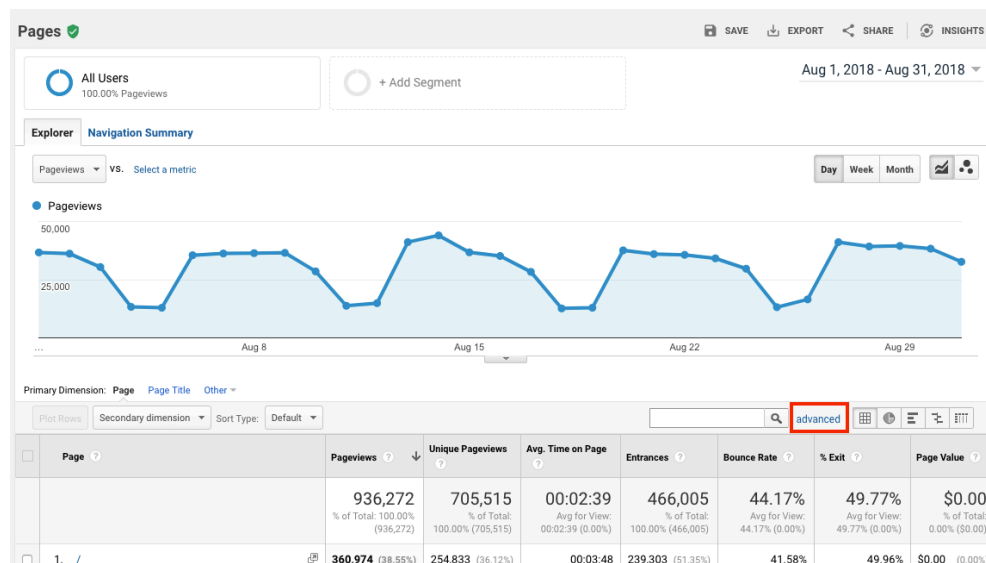 Pages
SAVE EXPORT SHARE INSIGHTS
All Users
100.00% Pageviews
+ Add Segment
Aug 1, 2018 - Aug 31, 2018
Explorer Navigation Summary
Pageviews VS. Select a metric
Day Week Month
Pageviews
50,000
25,000
... Aug 8 Aug 15 Aug 22 Aug 29
Primary Dimension: Page Page Title Other
Plot Rows Secondary dimension Sort Type: Default advanced
Page ? Pageviews ? Unique Pageviews ? Avg. Time on Page ? Entrances ? Bounce Rate ? % Exit ? Page Value ?
936,272 705,515 00:02:39 466,005 44.17% 49.77% $0.00
% of Total: 100.00% (936,272) % of Total: 100.00% (705,515) Avg for View: 00:02:39 (0.00%) % of Total: 100.00% (466,005) Avg for View: 44.17% (0.00%) Avg for View: 49.77% (0.00%) % of Total: 0.00% ($0.00)
1. / 360,974 (38.55%) 254,833 (36.12%) 00:03:48 239,303 (51.35%) 41.58% 49.96% $0.00 (0.00%)